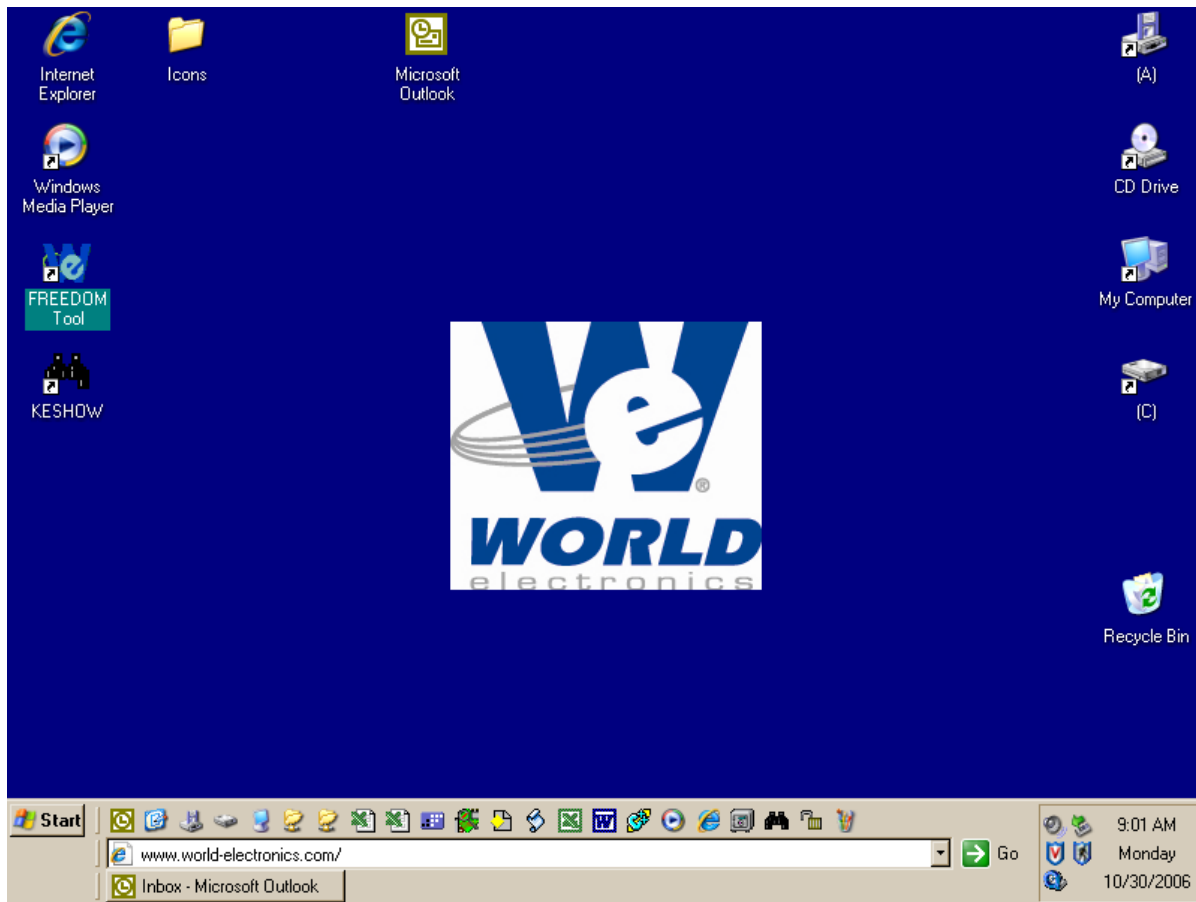 Internet
Explorer
Icons
Microsoft
Outlook
(A)
Windows
Media Player
CD Drive
FREEDOM
Tool
My Computer
KESHOW
(C)
We
®
WORLD
electronics
Recycle Bin
Start
9:01 AM
www.world-electronics.com/
Go
Monday
Inbox - Microsoft Outlook
10/30/2006